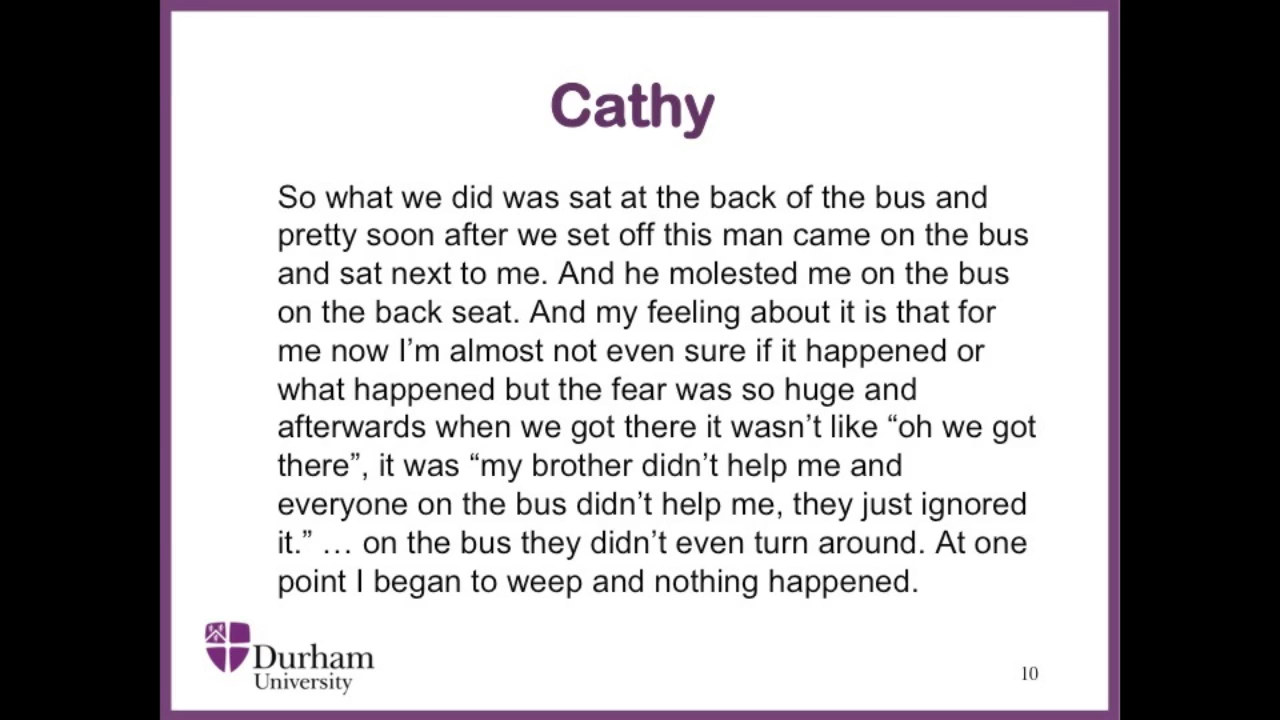 Cathy
So what we did was sat at the back of the bus and
pretty soon after we set off this man came on the bus
and sat next to me. And he molested me on the bus
on the back seat. And my feeling about it is that for
me now I’m almost not even sure if it happened or
what happened but the fear was so huge and
afterwards when we got there it wasn’t like “oh we got
there”, it was “my brother didn’t help me and
everyone on the bus didn’t help me, they just ignored
it.” … on the bus they didn’t even turn around. At one
point I began to weep and nothing happened.
Durham
University
10